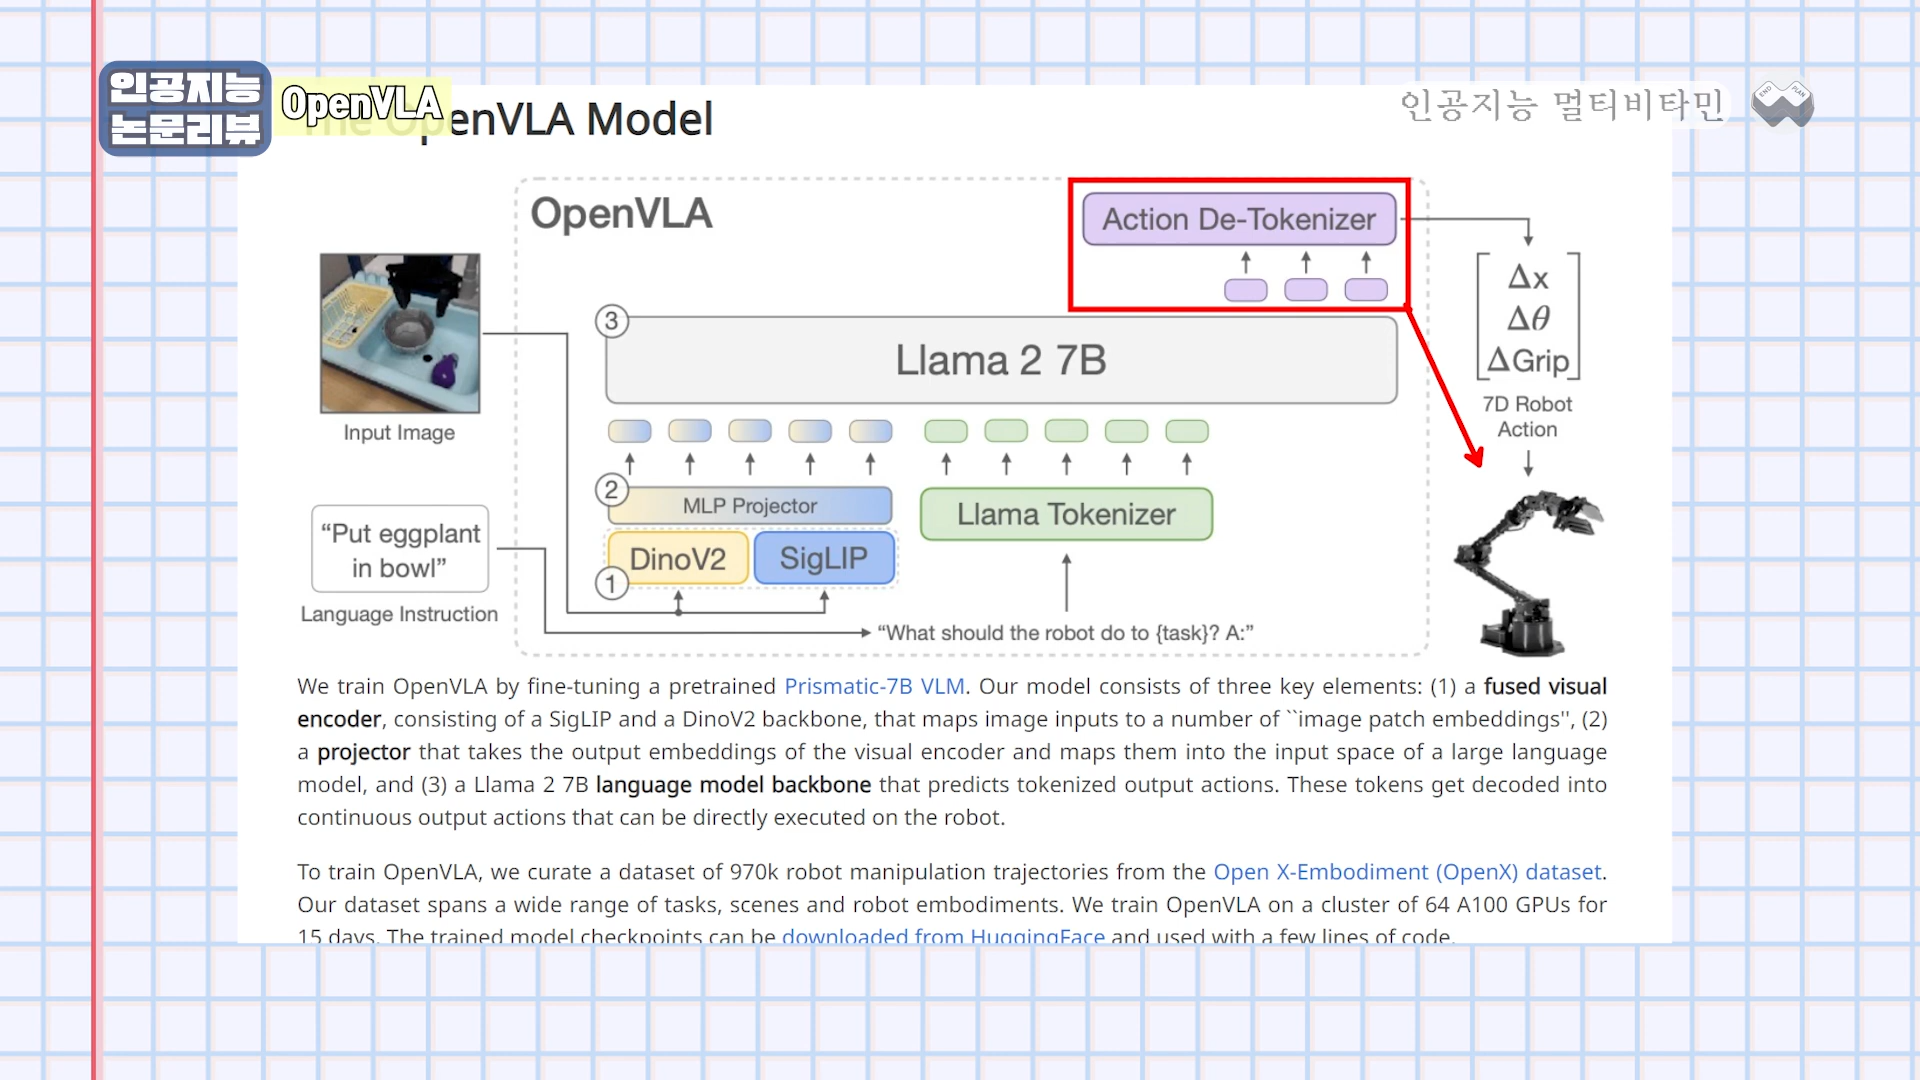 인공지능
논문리뷰
OpenVLA
The OpenVLA Model
인공지능 멀티비타민
END PLAN
OpenVLA
Action De-Tokenizer
Δx
Δθ
ΔGrip
7D Robot
Action
3
Llama 2 7B
Input Image
2
MLP Projector
Llama Tokenizer
DinoV2
SigLIP
1
“Put eggplant
in bowl”
Language Instruction
“What should the robot do to {task}? A:”
We train OpenVLA by fine-tuning a pretrained Prismatic-7B VLM. Our model consists of three key elements: (1) a fused visual
encoder, consisting of a SigLIP and a DinoV2 backbone, that maps image inputs to a number of ``image patch embeddings'', (2)
a projector that takes the output embeddings of the visual encoder and maps them into the input space of a large language
model, and (3) a Llama 2 7B language model backbone that predicts tokenized output actions. These tokens get decoded into
continuous output actions that can be directly executed on the robot.
To train OpenVLA, we curate a dataset of 970k robot manipulation trajectories from the Open X-Embodiment (OpenX) dataset.
Our dataset spans a wide range of tasks, scenes and robot embodiments. We train OpenVLA on a cluster of 64 A100 GPUs for
15 days. The trained model checkpoints can be downloaded from HuggingFace and used with a few lines of code.